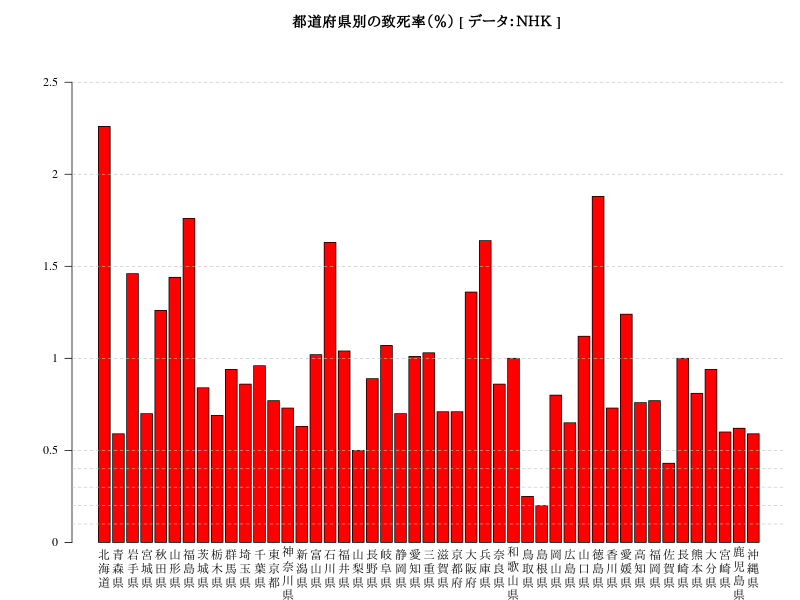 都道府県別の致死率(%) [ データ:NHK ]
2.5
2
1.5
1
0.5
0
北海道
青森県
岩手県
宮城県
秋田県
山形県
福島県
茨城県
栃木県
群馬県
埼玉県
千葉県
東京都
神奈川県
新潟県
富山県
石川県
福井県
山梨県
長野県
岐阜県
静岡県
愛知県
三重県
滋賀県
京都府
大阪府
兵庫県
奈良県
和歌山県
鳥取県
島根県
岡山県
広島県
山口県
徳島県
香川県
愛媛県
高知県
福岡県
佐賀県
長崎県
熊本県
大分県
宮崎県
鹿児島県
沖縄県